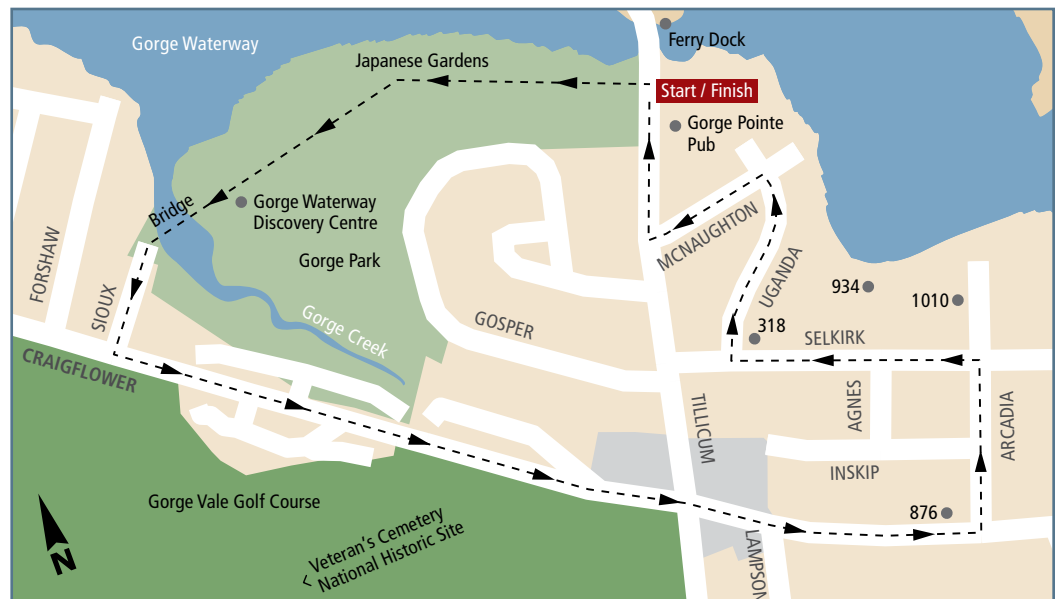 Gorge Waterway
Ferry Dock
Japanese Gardens
Start / Finish
Gorge Pointe
Pub
Bridge
Gorge Waterway
Discovery Centre
MCNAUGHTON
Gorge Park
FORSHAW
SIOUX
UGANDA
934
1010
Gorge Creek
GOSPER
318
SELKIRK
CRAIGFLOWER
TILLICUM
AGNES
ARCADIA
INSKIP
Gorge Vale Golf Course
876
< Veteran's Cemetery
National Historic Site
LAMPSON
N